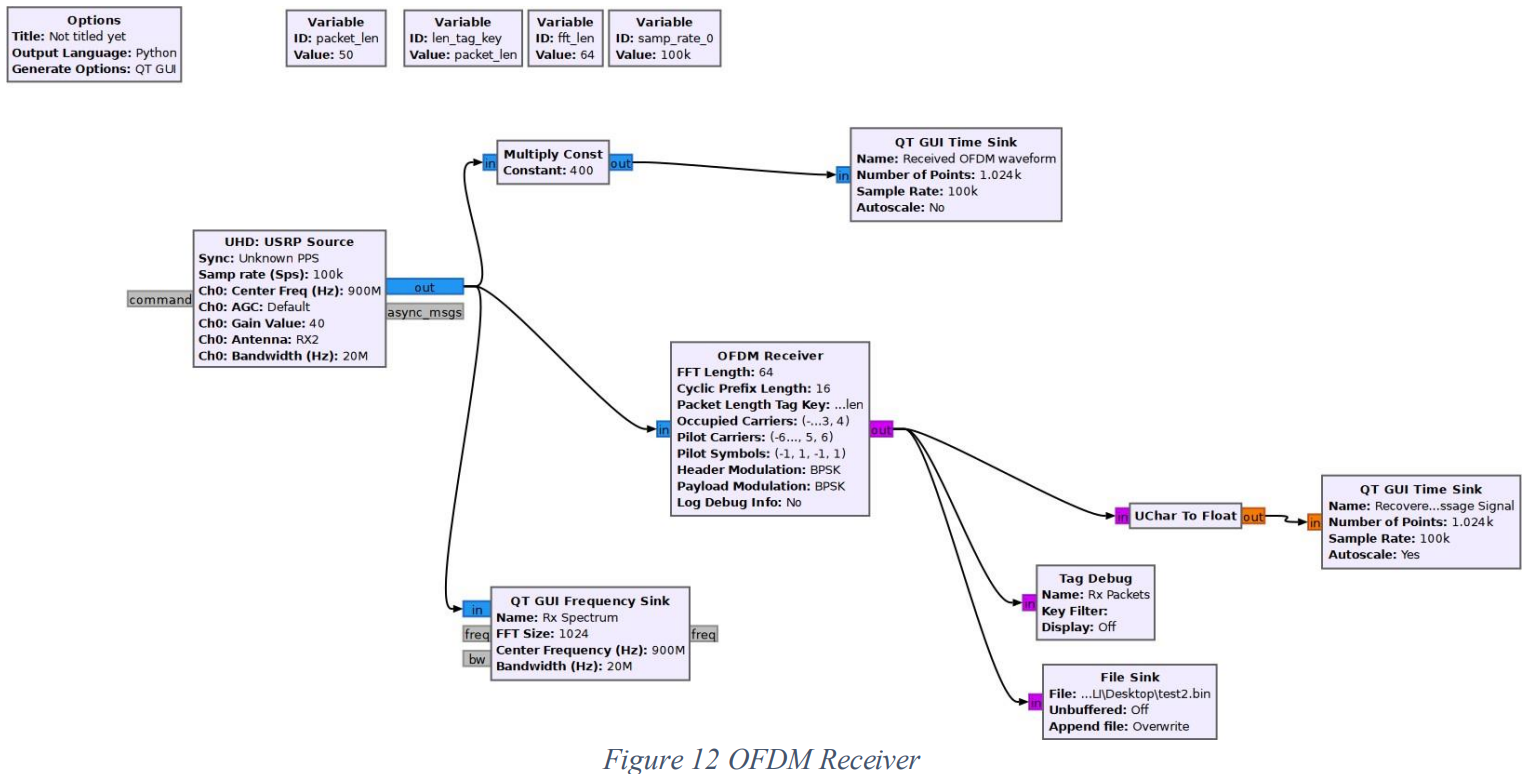 Options
Title: Not titled yet
Output Language: Python
Generate Options: QT GUI
Variable
ID: packet_len
Value: 50
Variable
ID: len_tag_key
Value: packet_len
Variable
ID: fft_len
Value: 64
Variable
ID: samp_rate_0
Value: 100k
Multiply Const
Constant: 400
in
out
QT GUI Time Sink
Name: Received OFDM waveform
Number of Points: 1.024k
Sample Rate: 100k
Autoscale: No
in
UHD: USRP Source
Sync: Unknown PPS
Samp rate (Sps): 100k
Ch0: Center Freq (Hz): 900M
Ch0: AGC: Default
Ch0: Gain Value: 40
Ch0: Antenna: RX2
Ch0: Bandwidth (Hz): 20M
command
out
async_msgs
OFDM Receiver
FFT Length: 64
Cyclic Prefix Length: 16
Packet Length Tag Key: ...len
Occupied Carriers: (-...3, 4)
Pilot Carriers: (-6..., 5, 6)
Pilot Symbols: (-1, 1, -1, 1)
Header Modulation: BPSK
Payload Modulation: BPSK
Log Debug Info: No
in
out
in
UChar To Float
out
QT GUI Time Sink
Name: Recovere...ssage Signal
Number of Points: 1.024k
Sample Rate: 100k
Autoscale: Yes
in
Tag Debug
Name: Rx Packets
Key Filter:
Display: Off
in
QT GUI Frequency Sink
Name: Rx Spectrum
FFT Size: 1024
Center Frequency (Hz): 900M
Bandwidth (Hz): 20M
in
freq
bw
freq
File Sink
File: ...LI\Desktop\test2.bin
Unbuffered: Off
Append file: Overwrite
in
Figure 12 OFDM Receiver